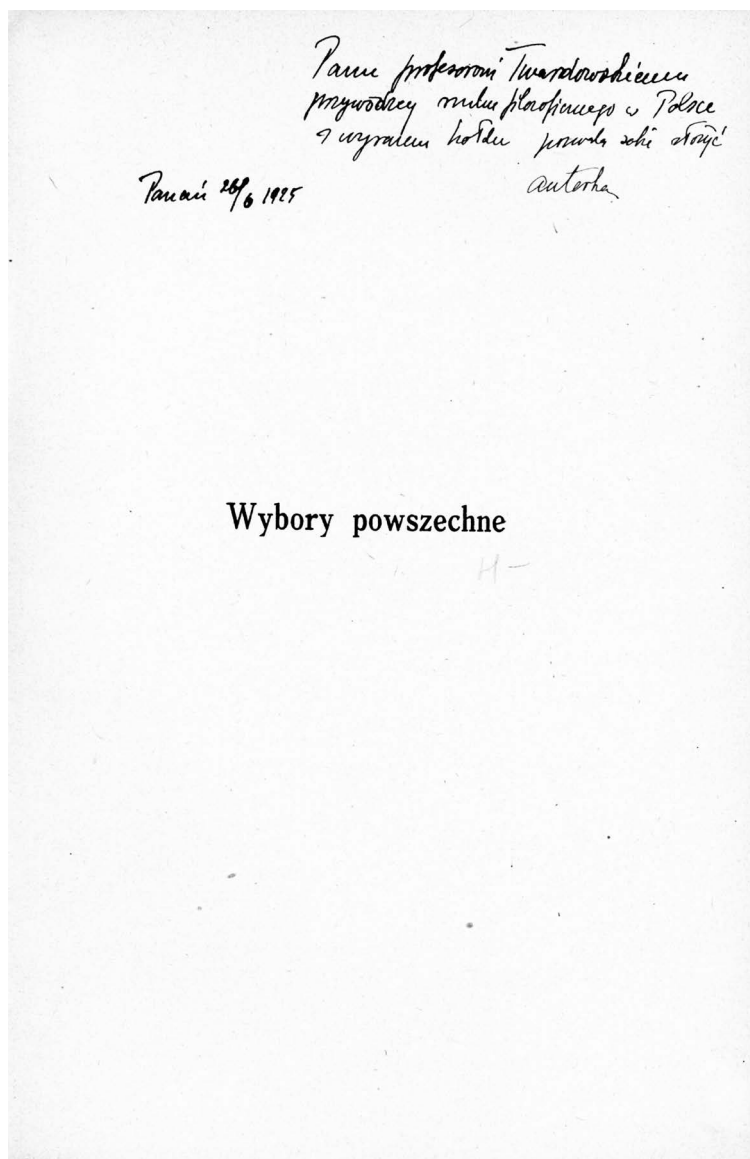 Panu profesorowi Twardowskiemu
przywódcy ruchu filozoficznego w Polsce
z wyrazem hołdu pozwala sobie złożyć
autorka
Poznań 26/6 1925
Wybory powszechne
H-